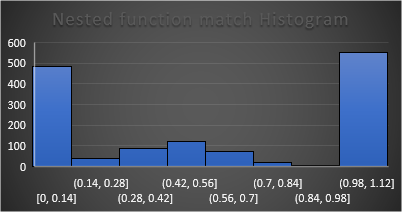 Nested function match Histogram
600
500
400
300
200
100
0
(0.14, 0.28] (0.42, 0.56] (0.7, 0.84] (0.98, 1.12]
[0, 0.14] (0.28, 0.42] (0.56, 0.7] (0.84, 0.98]